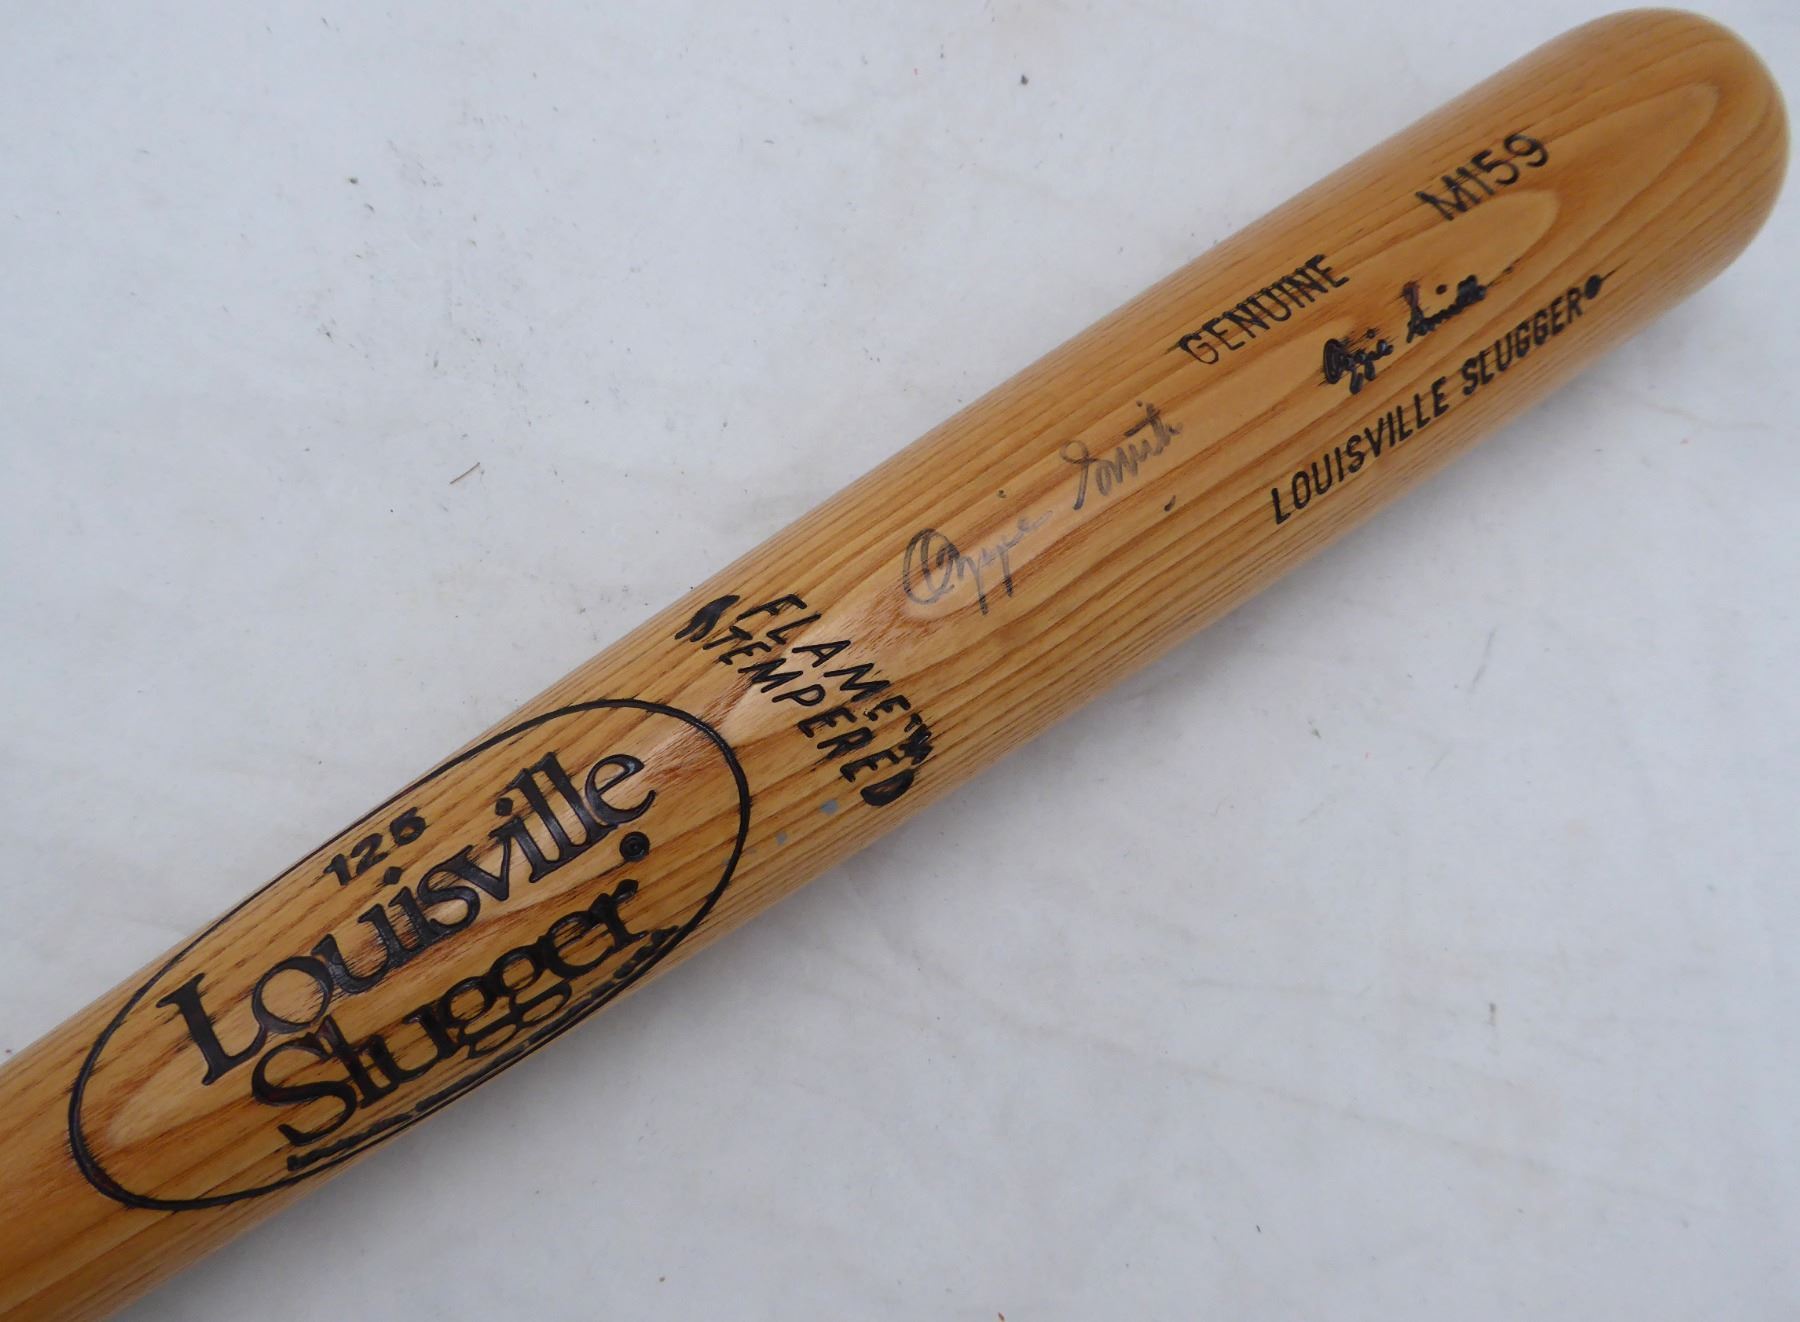 125
Louisville
Slugger
FLAME
TEMPERED
Ozzie Smith
GENUINE
M159
Ozzie Smith
LOUISVILLE SLUGGER